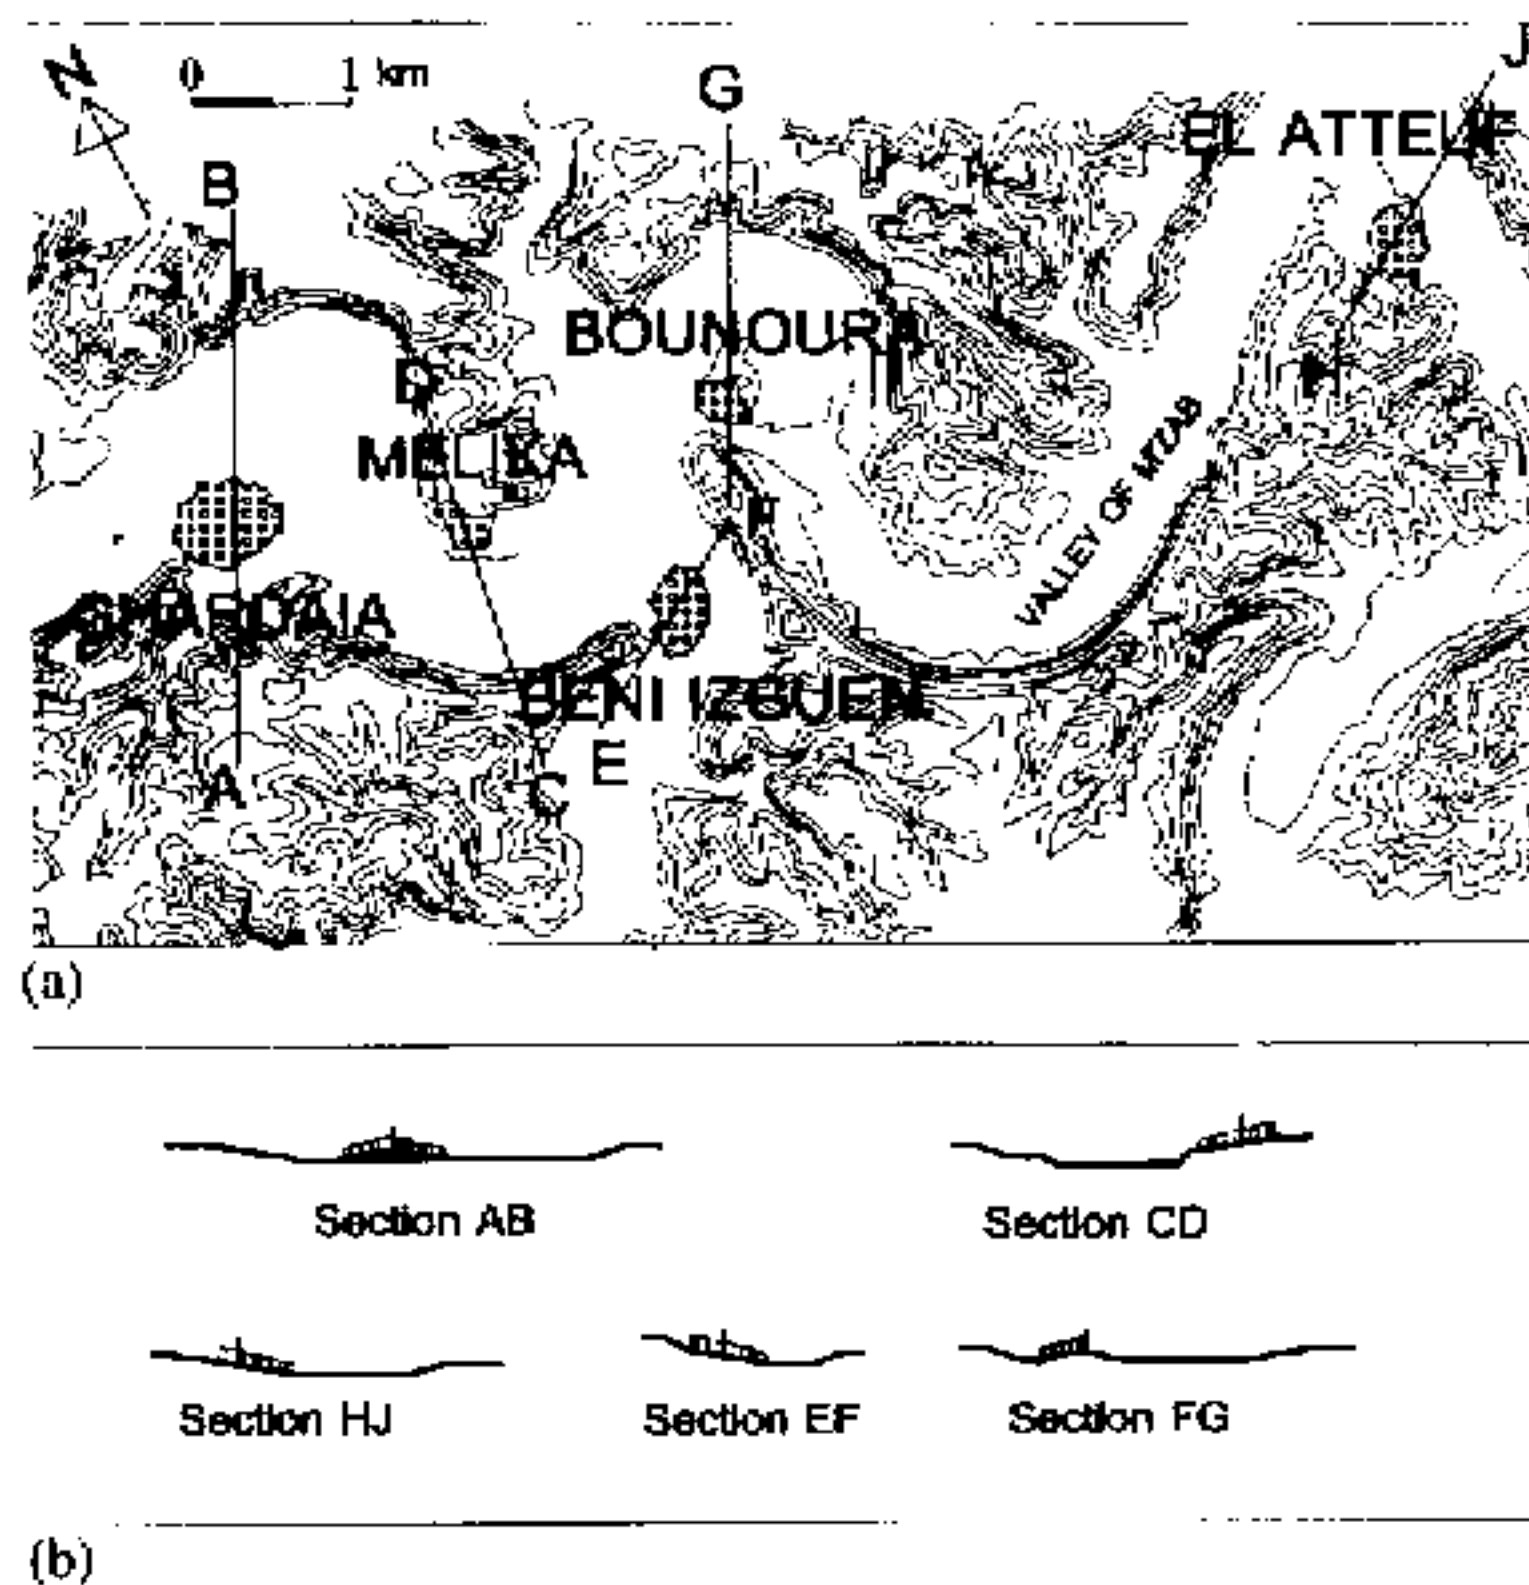 N
0 1 km
G
J
B
EL ATTEUF
BOUNOURA
D
H
MELIKA
VALLEY OF M'ZAB
F
GHARDAIA
BENI IZGUEN
E
A
C
(a)
Section AB
Section CD
Section HJ
Section EF
Section FG
(b)